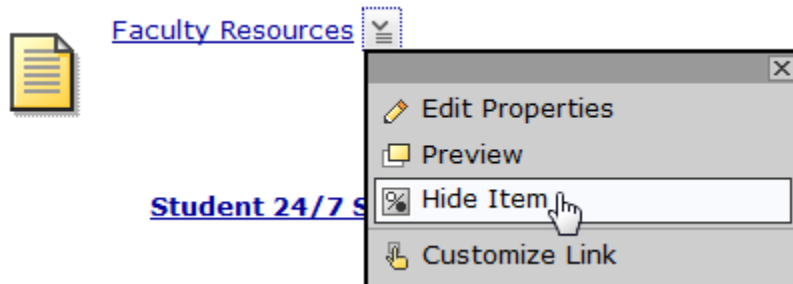 Faculty Resources
Edit Properties
Preview
Student 24/7 S
Hide Item
Customize Link